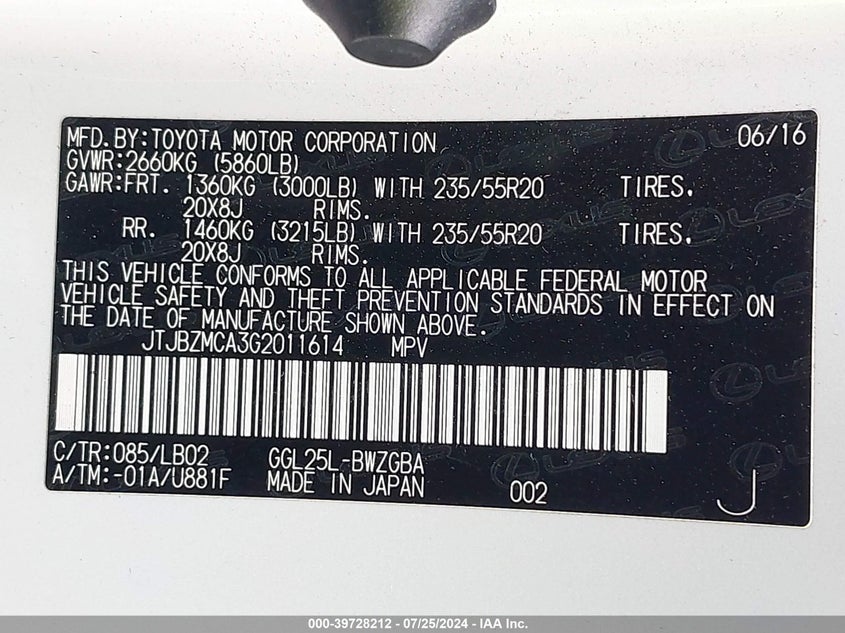 MFD.BY:TOYOTA MOTOR CORPORATION 06/16
GVWR:2660KG (5860LB)
GAWR:FRT. 1360KG (3000LB) WITH 235/55R20 TIRES.
20X8J RIMS.
RR. 1460KG (3215LB) WITH 235/55R20 TIRES.
20X8J RIMS.
THIS VEHICLE CONFORMS TO ALL APPLICABLE FEDERAL MOTOR
VEHICLE SAFETY AND THEFT PREVENTION STANDARDS IN EFFECT ON
THE DATE OF MANUFACTURE SHOWN ABOVE.
JTJBZMCA3G2011614 MPV
C/TR:085/LB02 GGL25L-BWZGBA
A/TM:-01A/U881F MADE IN JAPAN 002 J
000-39728212 - 07/25/2024 - IAA Inc.